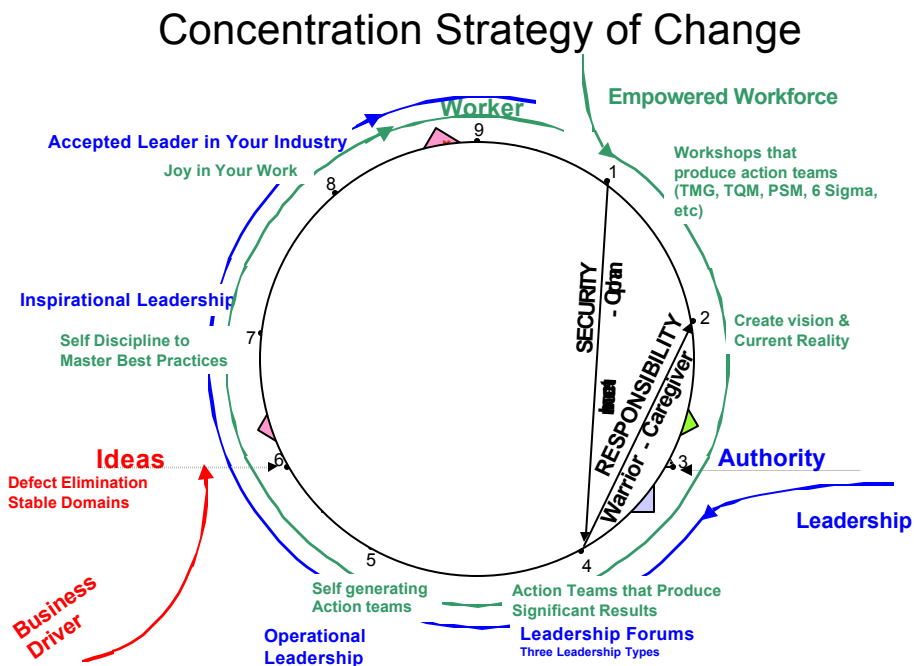 Concentration Strategy of Change
Worker
Empowered Workforce
Accepted Leader in Your Industry
Joy in Your Work
9
8
1
Workshops that
produce action teams
(TMG, TQM, PSM, 6 Sigma,
etc)
SECURITY
Inspirational Leadership
Self Discipline to
Master Best Practices
7
2
Create vision &
Current Reality
RESPONSIBILITY
Warrior - Caregiver
Ideas
Defect Elimination
Stable Domains
6
3
Authority
Leadership
5
4
Self generating
Action teams
Action Teams that Produce
Significant Results
Operational
Leadership
Leadership Forums
Three Leadership Types
Business
Driver